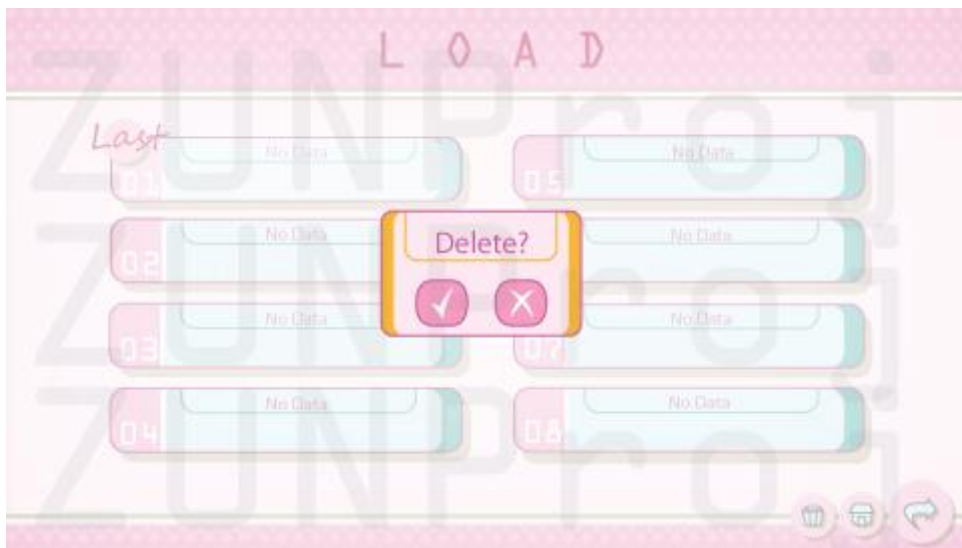 LOAD
Last
01 No Data
05 No Data
Delete?
02 No Data
No Data
03 No Data
07 No Data
04 No Data
08 No Data
ZUNProj
ZUNProj
ZUNProj